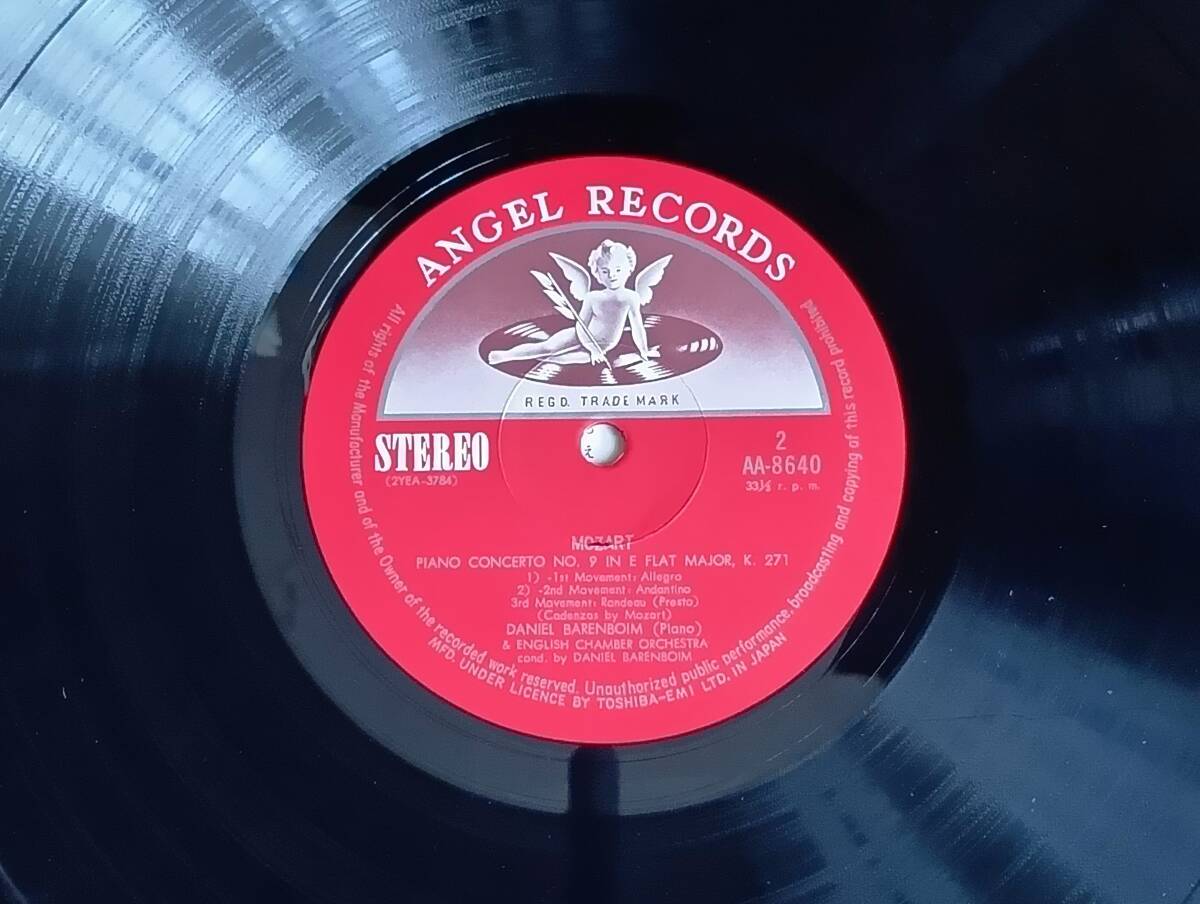 ANGEL RECORDS
REGD. TRADE MARK
STEREO
(2YEA-3784)
2
AA-8640
33⅓ r. p. m.
え
MOZART
PIANO CONCERTO NO. 9 IN E FLAT MAJOR, K. 271
1) -1st Movement: Allegro
2) -2nd Movement: Andantino
3rd Movement: Rondeau (Presto)
(Cadenzas by Mozart)
DANIEL BARENBOIM (Piano)
& ENGLISH CHAMBER ORCHESTRA
cond. by DANIEL BARENBOIM
All rights of the Manufacturer and of the Owner of the recorded work reserved. Unauthorized public performance, broadcasting and copying of this record prohibited
MFD. UNDER LICENCE BY TOSHIBA-EMI LTD. IN JAPAN